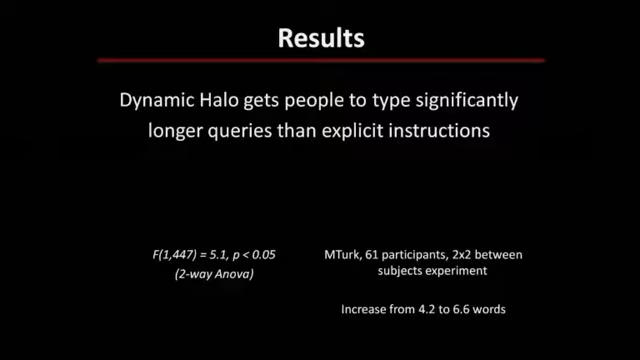 Results
Dynamic Halo gets people to type significantly
longer queries than explicit instructions
F(1,447) = 5.1, p < 0.05
(2-way Anova)
MTurk, 61 participants, 2x2 between
subjects experiment
Increase from 4.2 to 6.6 words